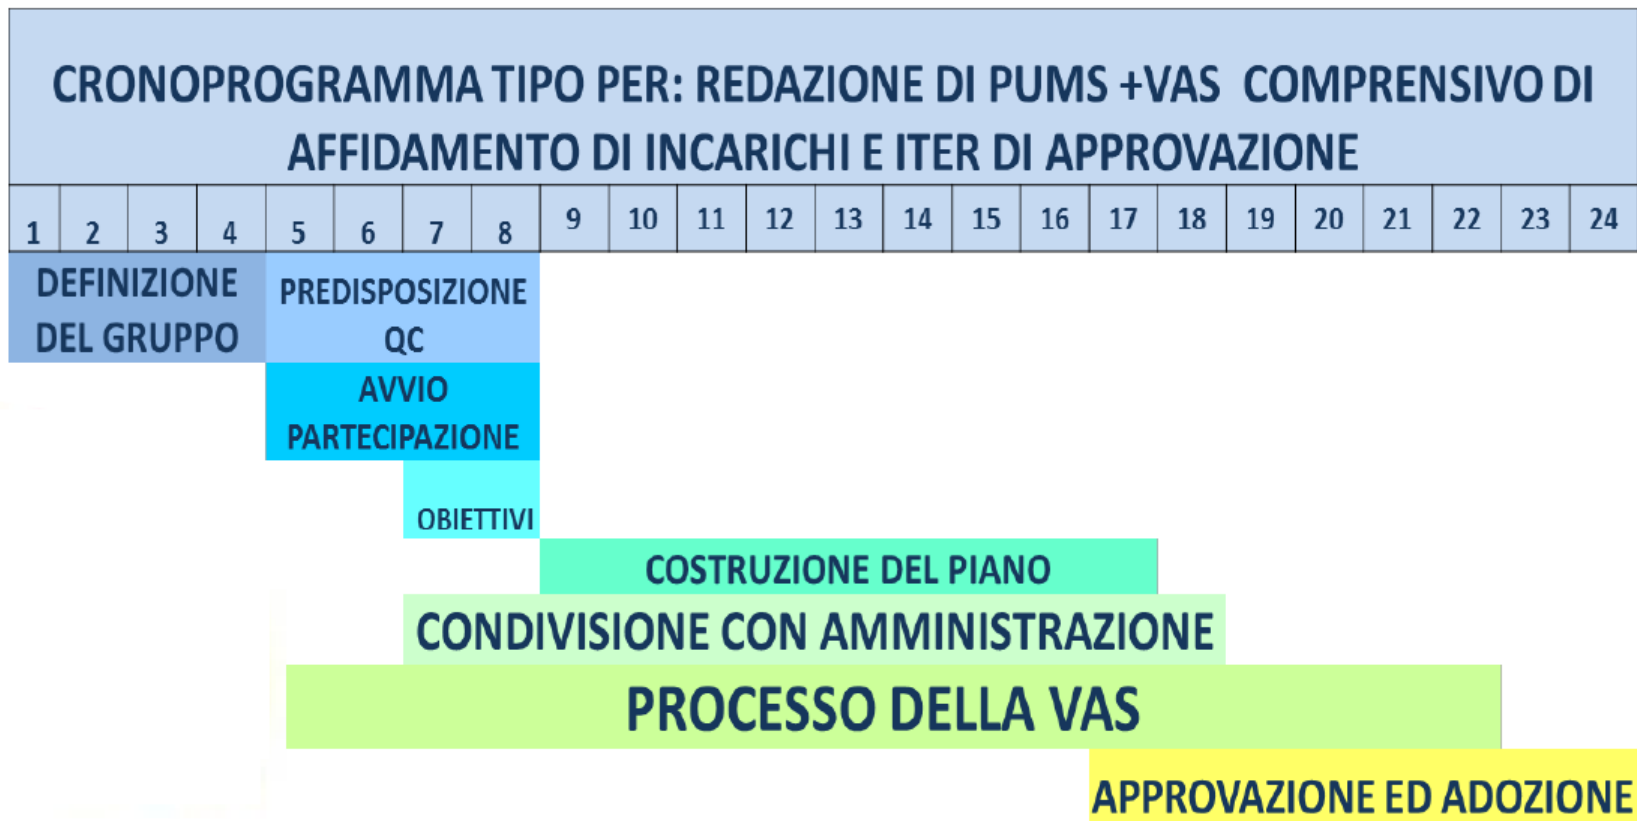 CRONOPROGRAMMA TIPO PER: REDAZIONE DI PUMS +VAS COMPRENSIVO DI
AFFIDAMENTO DI INCARICHI E ITER DI APPROVAZIONE
1 2 3 4 5 6 7 8 9 10 11 12 13 14 15 16 17 18 19 20 21 22 23 24
DEFINIZIONE
DEL GRUPPO
PREDISPOSIZIONE
QC
AVVIO
PARTECIPAZIONE
OBIETTIVI
COSTRUZIONE DEL PIANO
CONDIVISIONE CON AMMINISTRAZIONE
PROCESSO DELLA VAS
APPROVAZIONE ED ADOZIONE